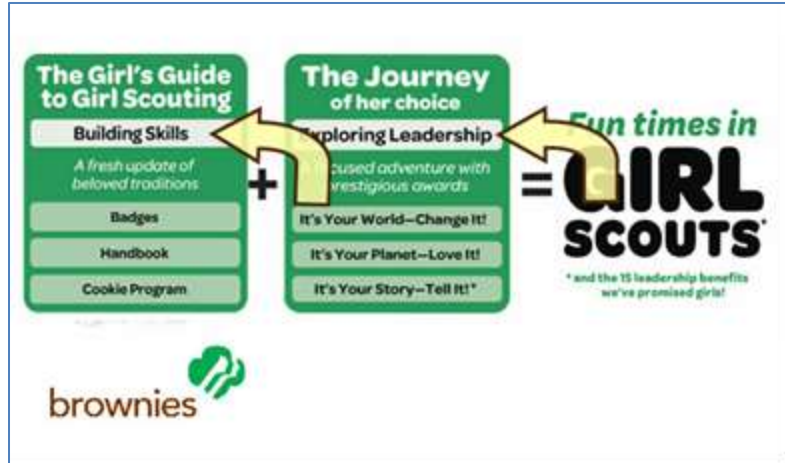 The Girl's Guide
to Girl Scouting
Building Skills
A fresh update of
beloved traditions
Badges
Handbook
Cookie Program
+
The Journey
of her choice
Exploring Leadership
focused adventure with
prestigious awards
It's Your World—Change It!
It's Your Planet—Love It!
It's Your Story—Tell It!*
=
Fun times in
GIRL
SCOUTS*
* and the 15 leadership benefits
we've promised girls!
brownies